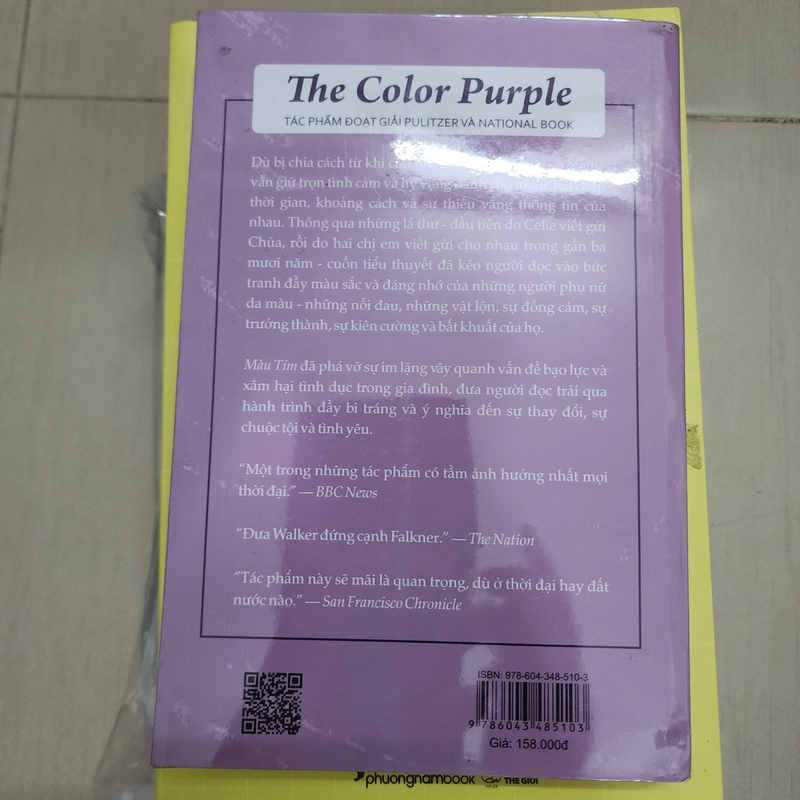 The Color Purple
TÁC PHẨM ĐOẠT GIẢI PULITZER VÀ NATIONAL BOOK
Dù bị chia cách từ khi
vẫn giữ trọn tình cảm và hy vọng
thời gian, khoảng cách và sự thiếu vắng thông tin của
nhau. Thông qua những lá thư - đầu tiên do Celie viết gửi
Chúa, rồi do hai chị em viết gửi cho nhau trong gần ba
mươi năm - cuốn tiểu thuyết đã kéo người đọc vào bức
tranh đầy màu sắc và đáng nhớ của những người phụ nữ
da màu - những nỗi đau, những vật lộn, sự đồng cảm, sự
trưởng thành, sự kiên cường và bất khuất của họ.
Màu Tím đã phá vỡ sự im lặng vây quanh vấn đề bạo lực và
xâm hại tình dục trong gia đình, đưa người đọc trải qua
hành trình đầy bi tráng và ý nghĩa đến sự thay đổi, sự
chuộc tội và tình yêu.
“Một trong những tác phẩm có tầm ảnh hưởng nhất mọi
thời đại.” — BBC News
“Đưa Walker đứng cạnh Falkner.” — The Nation
“Tác phẩm này sẽ mãi là quan trọng, dù ở thời đại hay đất
nước nào.” — San Francisco Chronicle
ISBN: 978-604-348-510-3
9 786043 485103
Giá: 158.000đ
phuongnambook
THẾ GIỚI